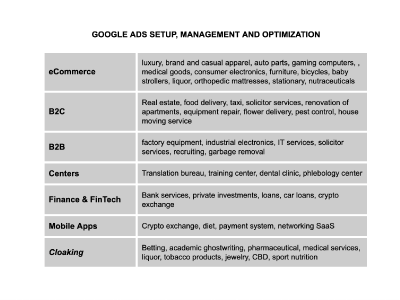 GOOGLE ADS SETUP, MANAGEMENT AND OPTIMIZATION
eCommerce
luxury, brand and casual apparel, auto parts, gaming computers, ,
medical goods, consumer electronics, furniture, bicycles, baby
strollers, liquor, orthopedic mattresses, stationary, nutraceuticals
B2C
Real estate, food delivery, taxi, solicitor services, renovation of
apartments, equipment repair, flower delivery, pest control, house
moving service
B2B
factory equipment, industrial electronics, IT services, solicitor
services, recruiting, garbage removal
Centers
Translation bureau, training center, dental clinic, phlebology center
Finance & FinTech
Bank services, private investments, loans, car loans, crypto
exchange
Mobile Apps
Crypto exchange, diet, payment system, networking SaaS
Cloaking
Betting, academic ghostwriting, pharmaceutical, medical services,
liquor, tobacco products, jewelry, CBD, sport nutrition